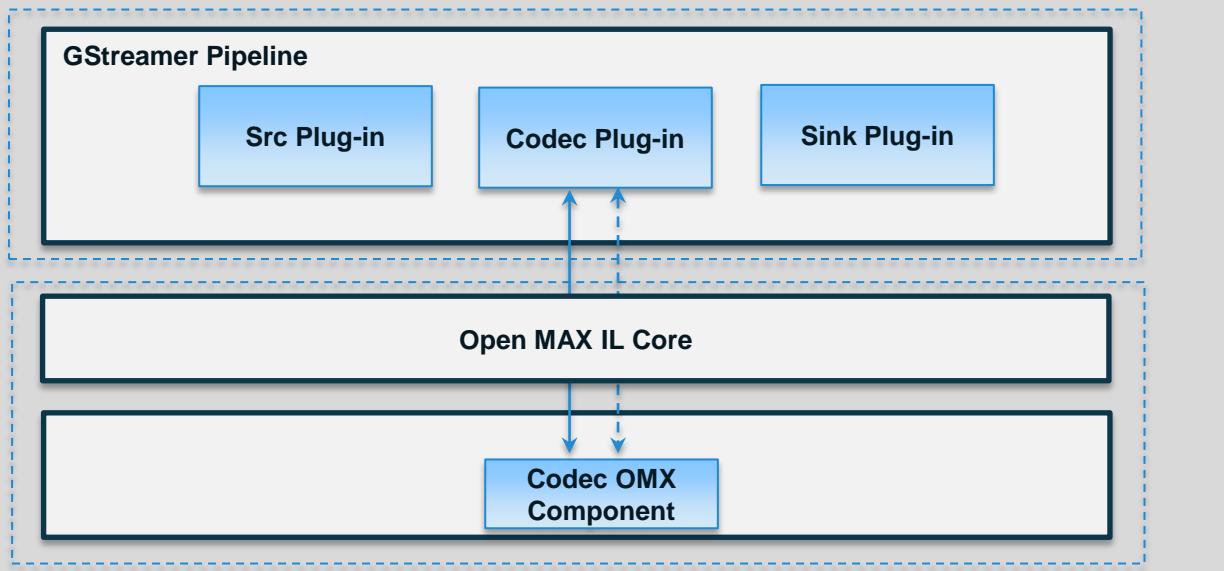 GStreamer Pipeline
Src Plug-in
Codec Plug-in
Sink Plug-in
Open MAX IL Core
Codec OMX
Component